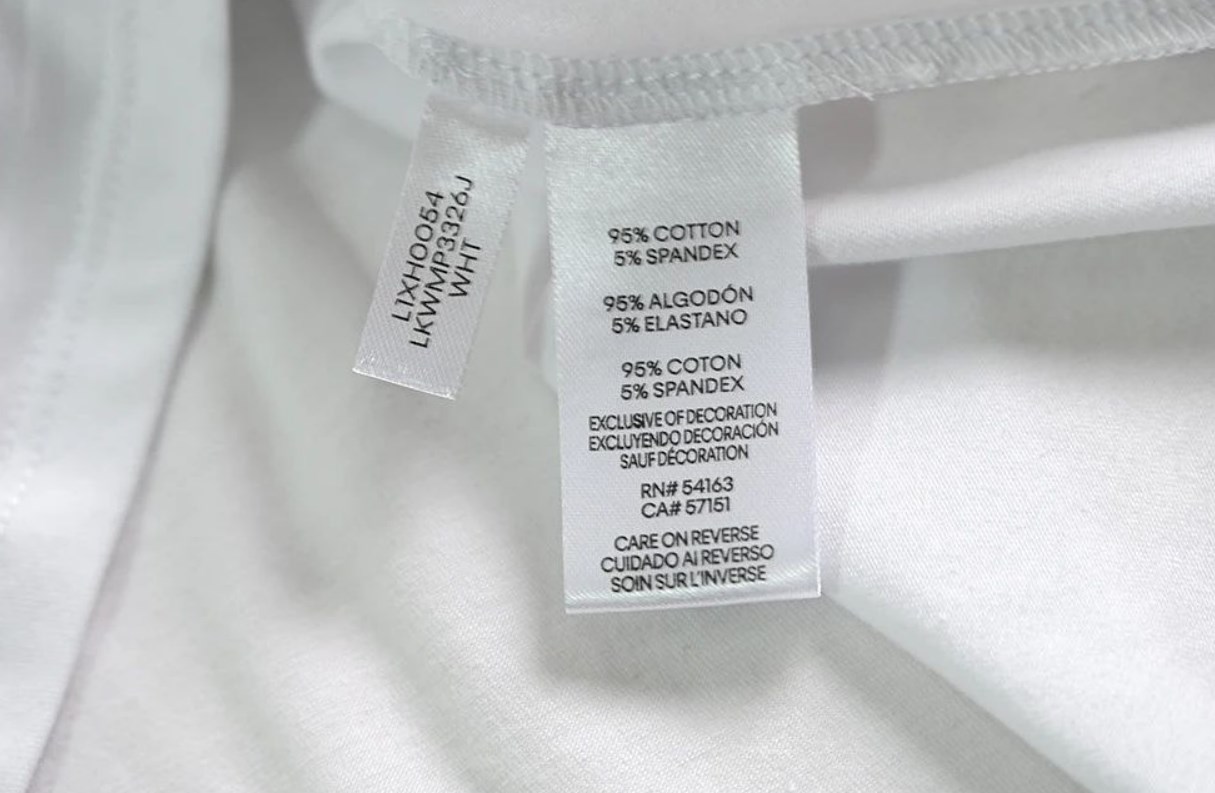 L1XH0054
LKWMP3326J
WHT
95% COTTON
5% SPANDEX
95% ALGODÓN
5% ELASTANO
95% COTON
5% SPANDEX
EXCLUSIVE OF DECORATION
EXCLUYENDO DECORACIÓN
SAUF DÉCORATION
RN# 54163
CA# 57151
CARE ON REVERSE
CUIDADO Al REVERSO
SOIN SUR L'INVERSE